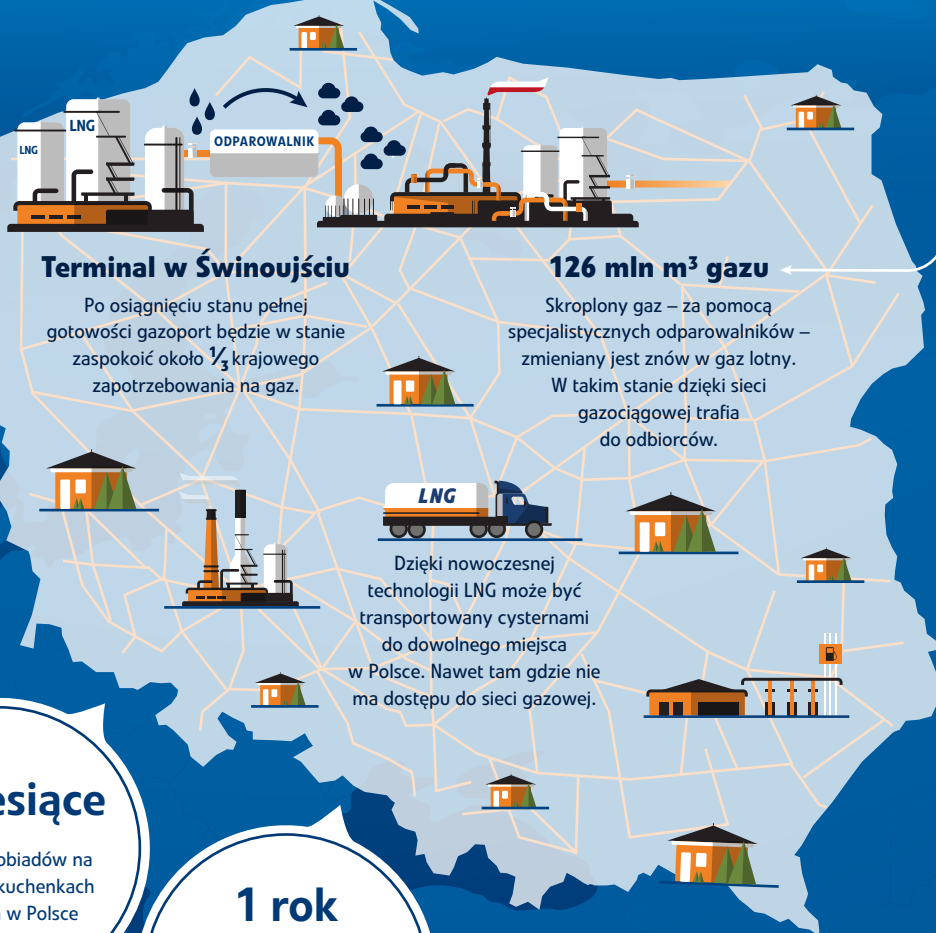 LNG
LNG
ODPAROWALNIK
Terminal w Świnoujściu
Po osiągnięciu stanu pełnej
gotowości gazoport będzie w stanie
zaspokoić około ⅓ krajowego
zapotrzebowania na gaz.
126 mln m³ gazu
Skroplony gaz – za pomocą
specjalistycznych odparowalników –
zmieniany jest znów w gaz lotny.
W takim stanie dzięki sieci
gazociągowej trafia
do odbiorców.
LNG
Dzięki nowoczesnej
technologii LNG może być
transportowany cysternami
do dowolnego miejsca
w Polsce. Nawet tam gdzie nie
ma dostępu do sieci gazowej.
esiące
obiadów na
kuchenkach
w Polsce
1 rok